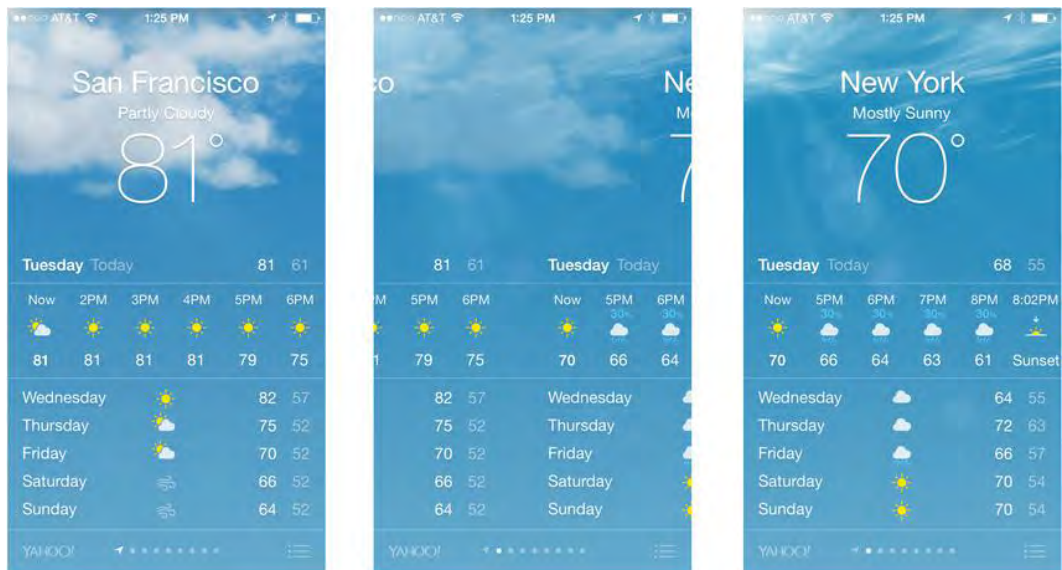 AT&T 1:25 PM
San Francisco
Partly Cloudy
81°
Tuesday Today 81 61
Now 2PM 3PM 4PM 5PM 6PM
81 81 81 81 79 75
Wednesday 82 57
Thursday 75 52
Friday 70 52
Saturday 66 52
Sunday 64 52
YAHOO!
AT&T 1:25 PM
co Ne
M
7
81 61 Tuesday Today
M 5PM 6PM Now 5PM 6PM
30% 30%
1 79 75 70 66 64
82 57 Wednesday
75 52 Thursday
70 52 Friday
66 52 Saturday
64 52 Sunday
YAHOO!
AT&T 1:25 PM
New York
Mostly Sunny
70°
Tuesday Today 68 55
Now 5PM 6PM 7PM 8PM 8:02PM
30% 30% 30% 30%
70 66 64 63 61 Sunset
Wednesday 64 55
Thursday 72 63
Friday 66 57
Saturday 70 54
Sunday 70 54
YAHOO!